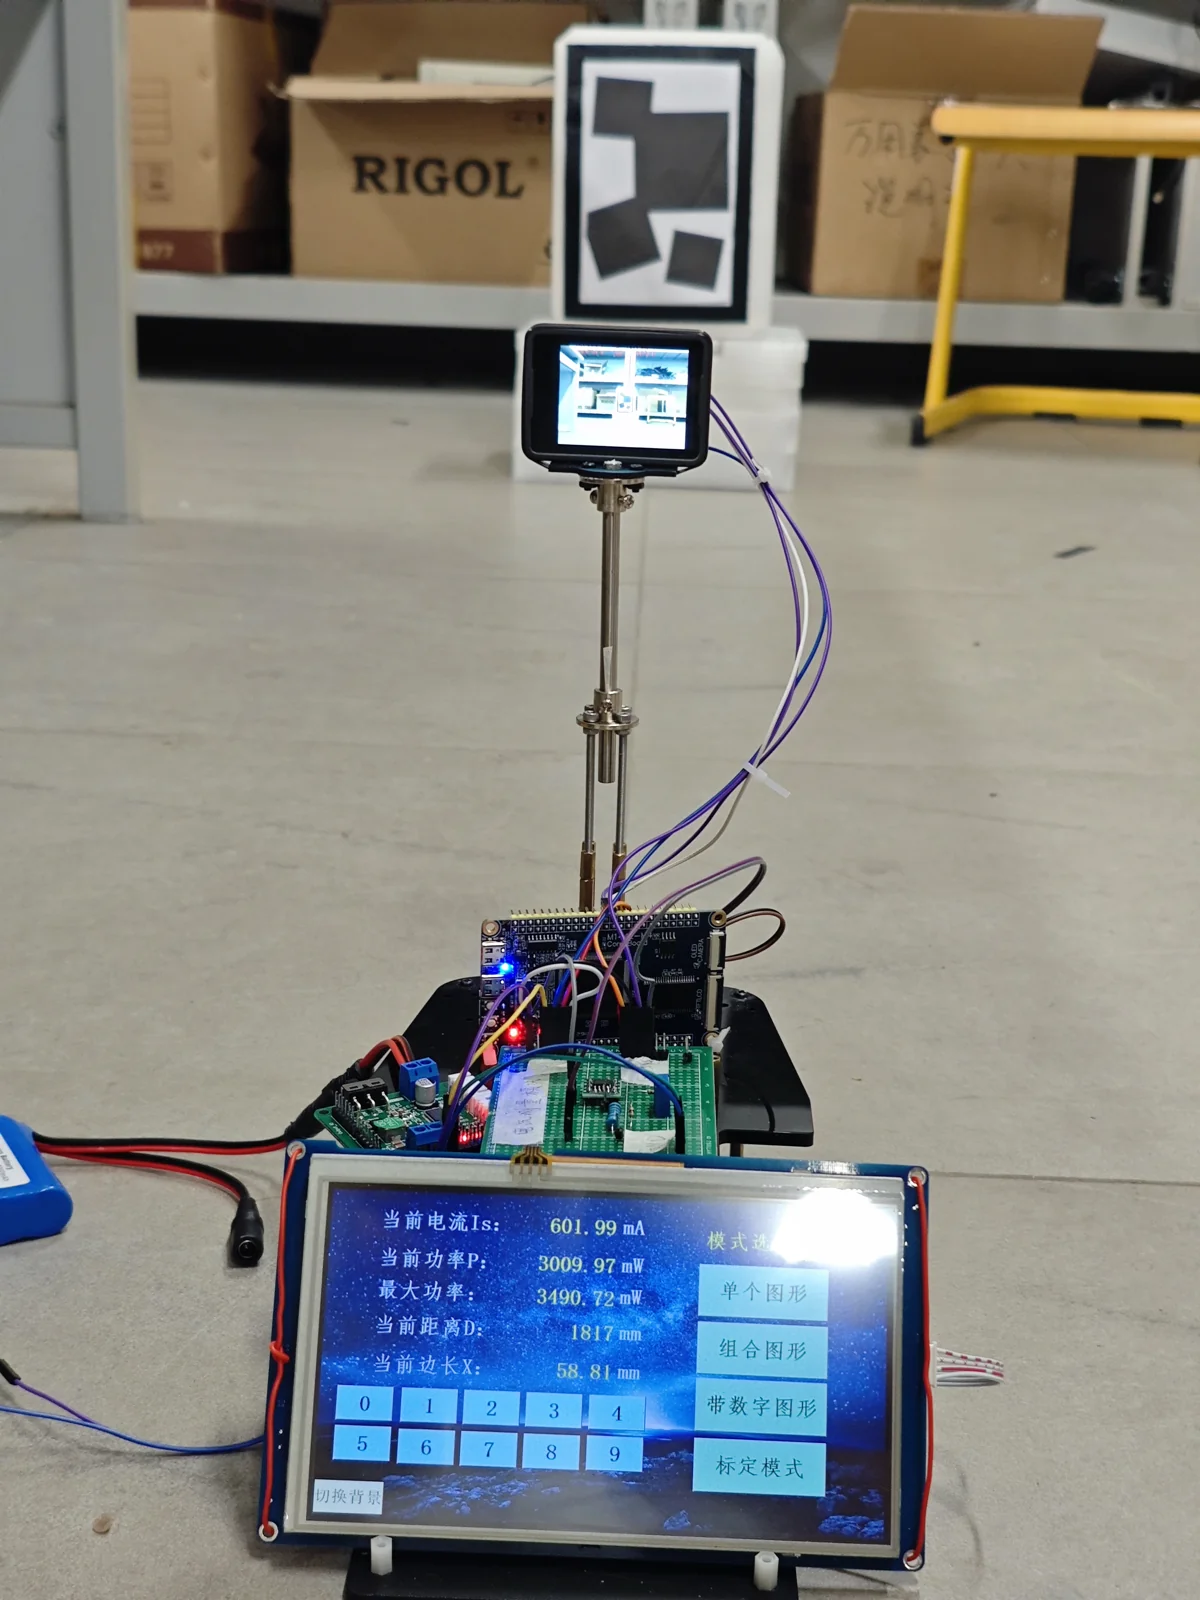 RIGOL
当前电流Is: 601.99 mA
当前功率P: 3009.97 mW
最大功率: 3490.72 mW
当前距离D: 1817 mm
当前边长X: 58.81 mm
0 1 2 3 4
5 6 7 8 9
切换背景
模式选
单个图形
组合图形
带数字图形
标定模式